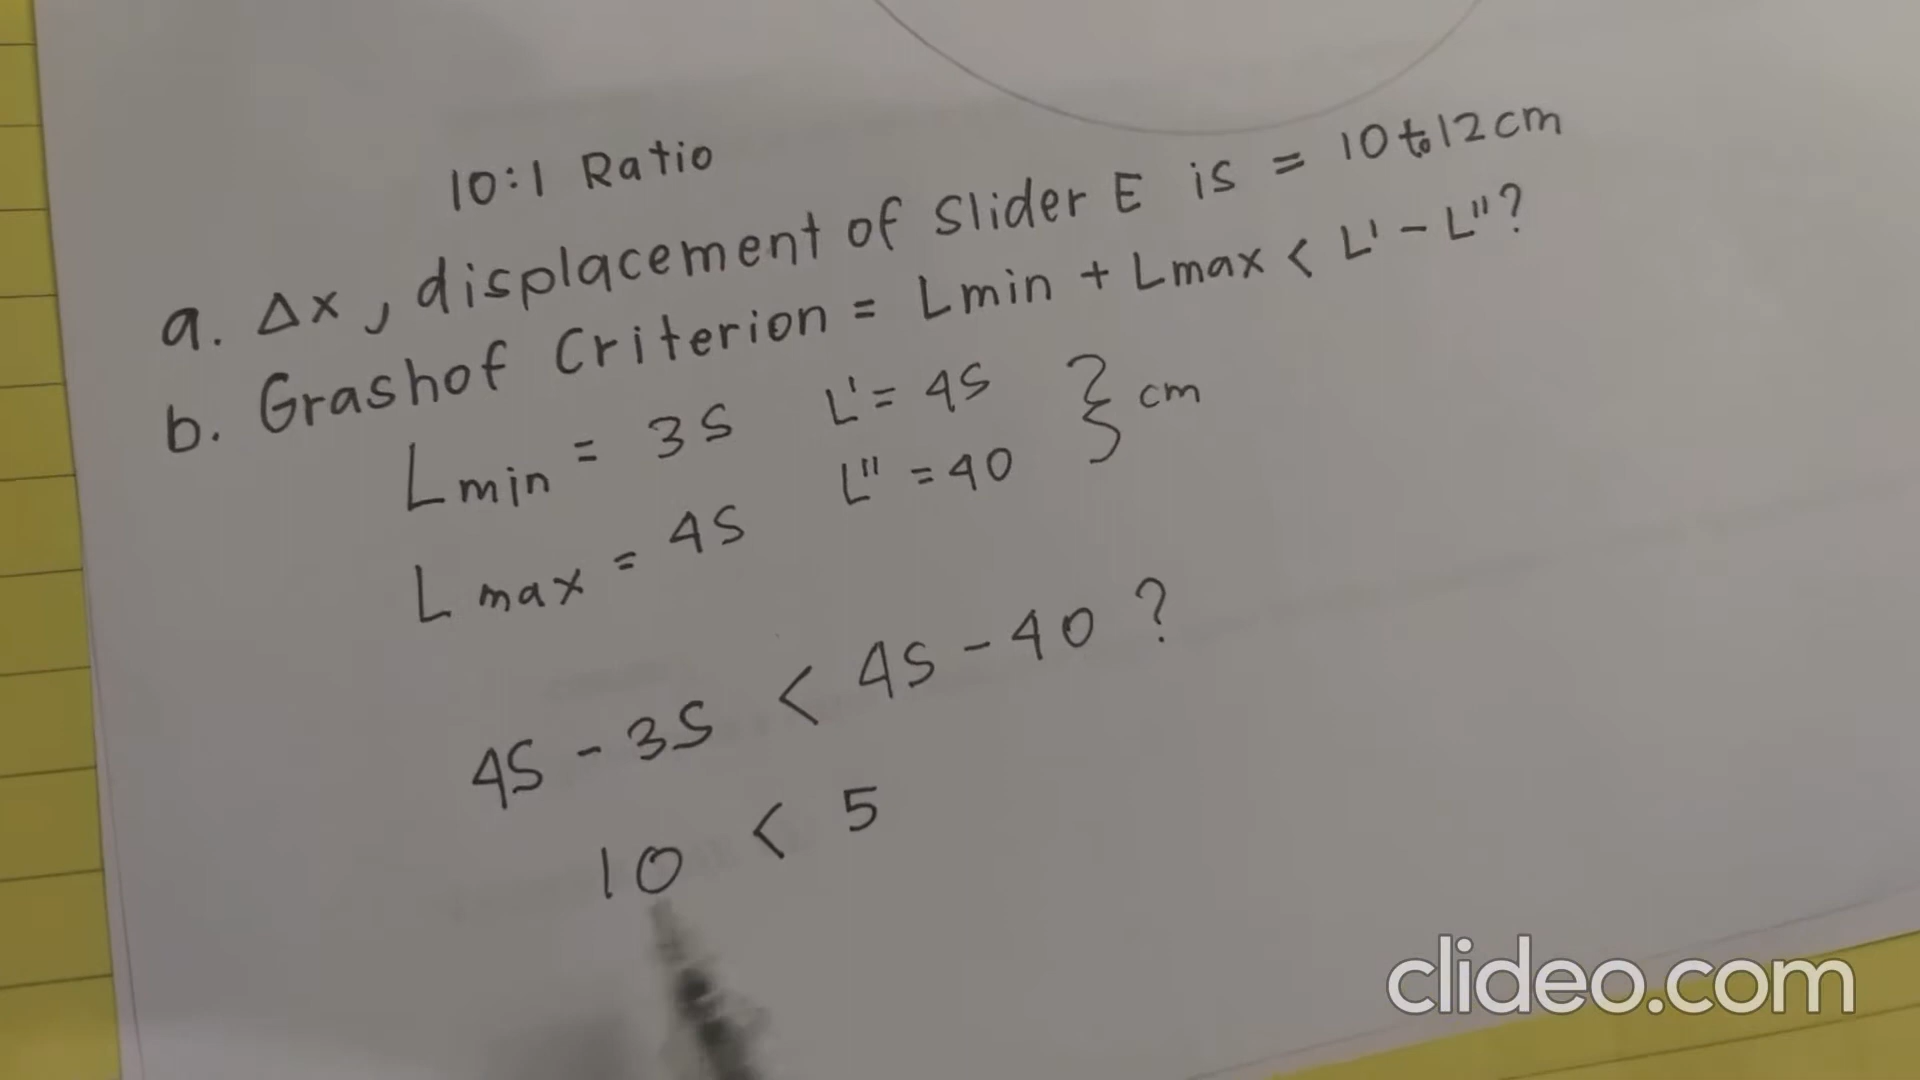 10:1 Ratio
a. Δx, displacement of slider E is = 10 to 12 cm
b. Grashof Criterion = Lmin + Lmax < L' - L"?
Lmin = 35 L' = 45 } cm
Lmax = 45 L" = 40
45 - 35 < 45 - 40 ?
10 < 5
clideo.com